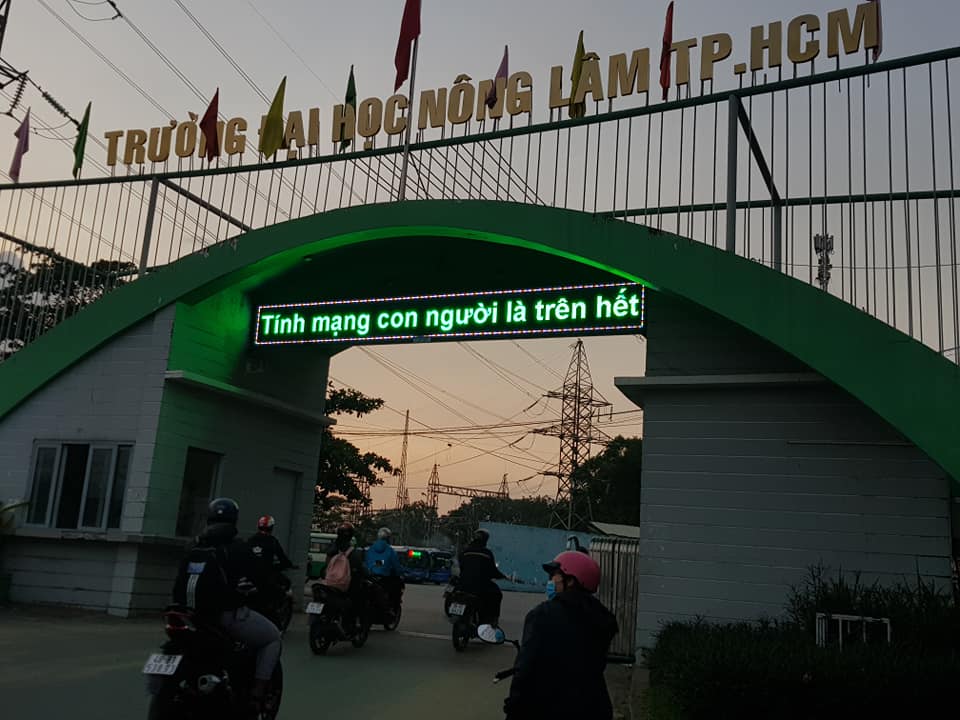 TRƯỜNG ĐẠI HỌC NÔNG LÂM TP.HCM
Tính mạng con người là trên hết